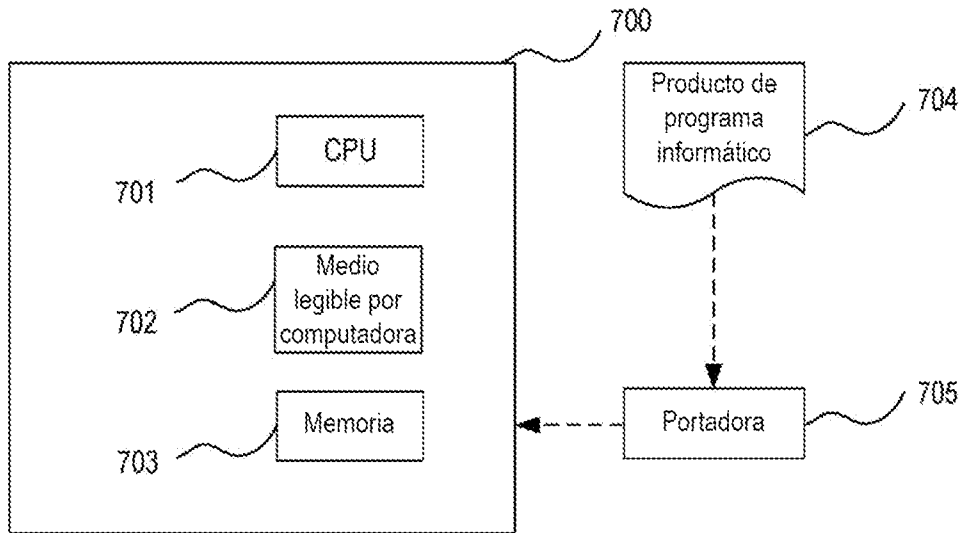 700
CPU
701
Medio
legible por
computadora
702
Memoria
703
Producto de
programa
informático
704
Portadora
705